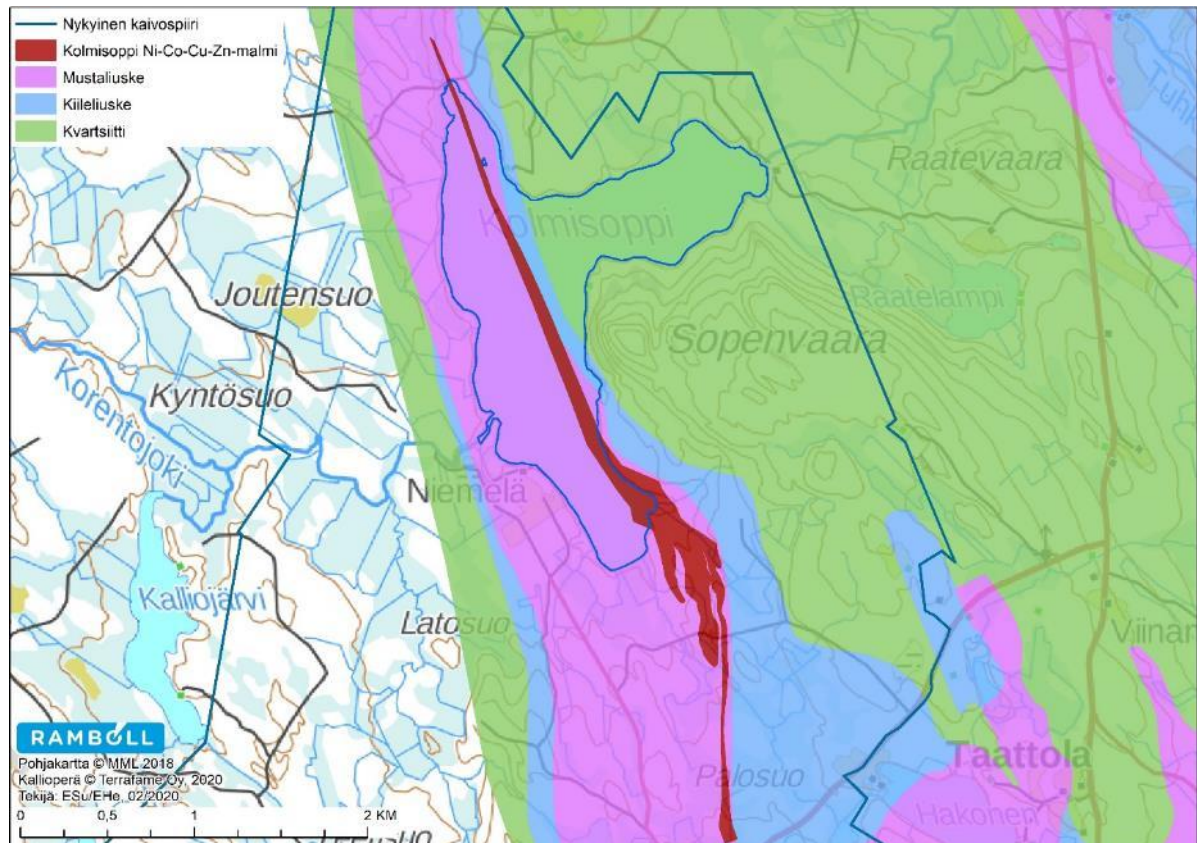 Nykyinen kaivospiiri
Kolmisoppi Ni-Co-Cu-Zn-malmi
Mustaliuske
Kiilleliuske
Kvartsiitti
Raatevaara
Kolmisoppi
Joutensuo
Raatelampi
Sopenvaara
Kyntösuo
Korentojoki
Niemelä
Kalliojärvi
Latosuo
Viinar
Taattola
Palosuo
Hakonen
RAMBOLL
Pohjakartta © MML 2018
Kallioperä © Terrafame Oy, 2020
Tekijä: ESu/EHe, 02/2020
0 0,5 1 2 KM